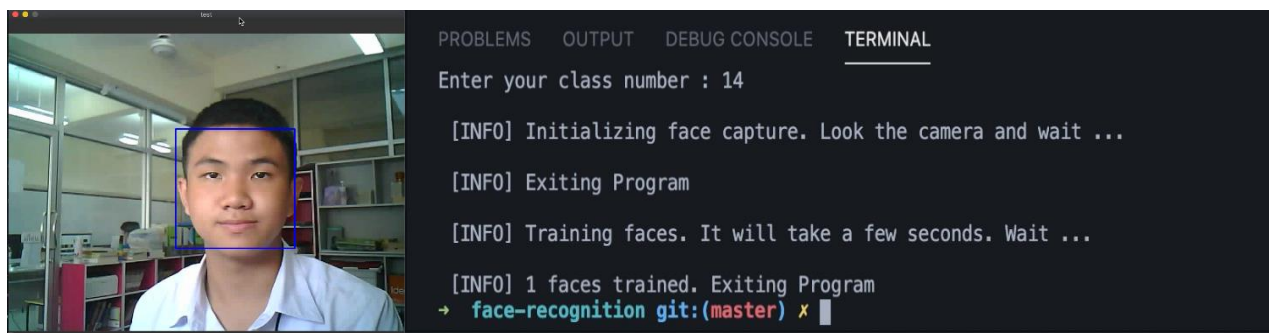 test
PROBLEMS OUTPUT DEBUG CONSOLE TERMINAL
Enter your class number : 14
[INFO] Initializing face capture. Look the camera and wait ...
[INFO] Exiting Program
[INFO] Training faces. It will take a few seconds. Wait ...
[INFO] 1 faces trained. Exiting Program
→ face-recognition git:(master) ✗